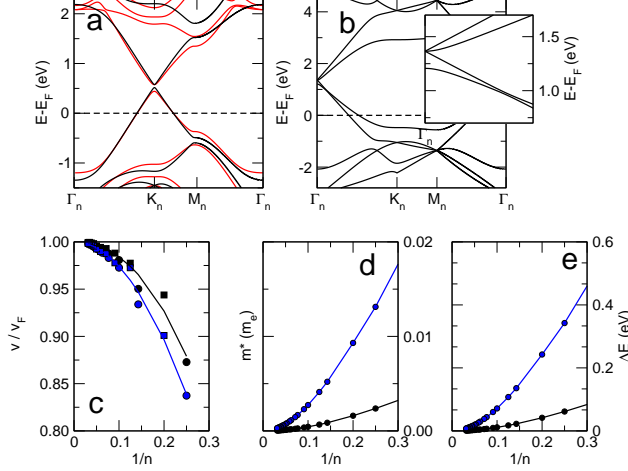 a
b
2
1
0
-1
E-E_F (eV)
Γ_n K_n M_n Γ_n
4
2
0
-2
E-E_F (eV)
Γ_n K_n M_n Γ_n
Γ_n
1.5
1.0
E-E_F (eV)
c
1.00
0.95
0.90
0.85
0.80
v / v_F
0 0.1 0.2 0.3
1/n
d
0.02
0.01
0.00
m* (m_e)
0 0.1 0.2 0.3
1/n
e
0.6
0.4
0.2
0
ΔE (eV)
0 0.1 0.2 0.3
1/n